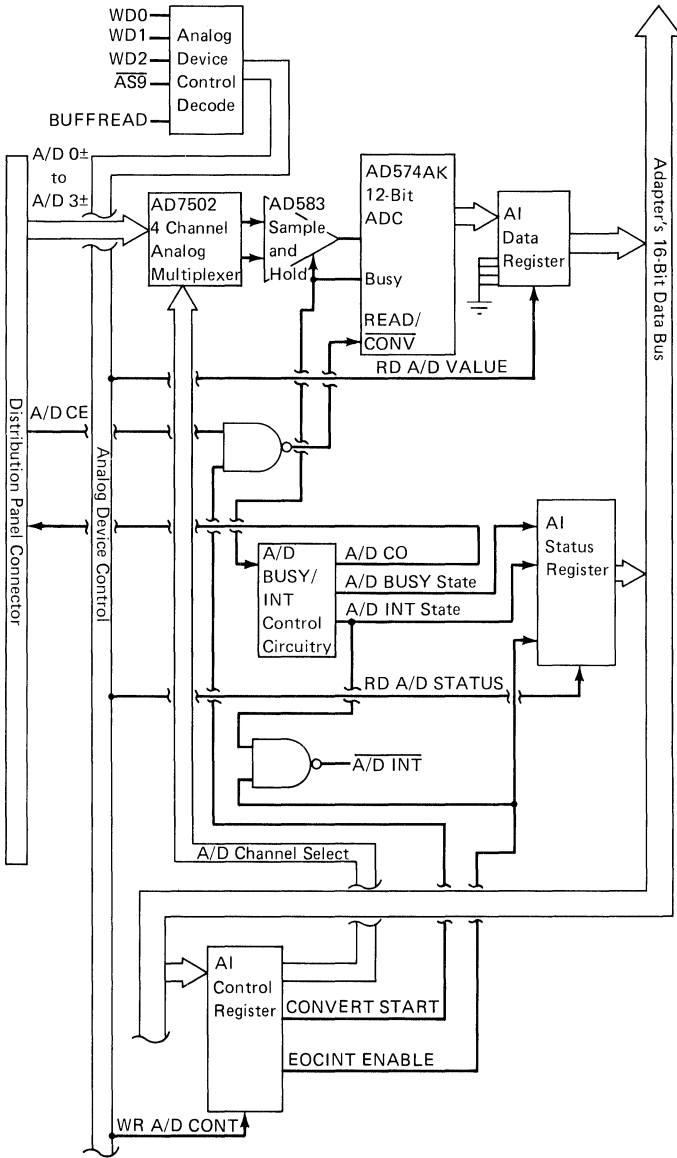 WD0
WD1
WD2
AS9
BUFFREAD
Analog
Device
Control
Decode
A/D 0±
to
A/D 3±
AD7502
4 Channel
Analog
Multiplexer
AD583
Sample
and
Hold
AD574AK
12-Bit
ADC
Busy
READ/
CONV
AI
Data
Register
Adapter's 16-Bit Data Bus
RD A/D VALUE
A/D CE
Distribution Panel Connector
Analog Device Control
A/D
BUSY/
INT
Control
Circuitry
A/D CO
A/D BUSY State
A/D INT State
AI
Status
Register
RD A/D STATUS
A/D INT
A/D Channel Select
AI
Control
Register
CONVERT START
EOCINT ENABLE
WR A/D CONT